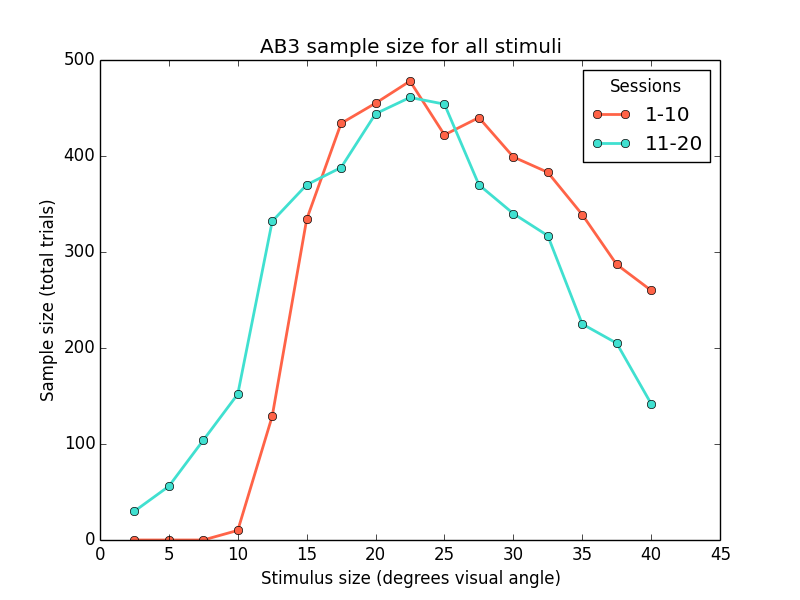 AB3 sample size for all stimuli
Sessions
1-10
11-20
500
400
300
200
100
0
Sample size (total trials)
0 5 10 15 20 25 30 35 40 45
Stimulus size (degrees visual angle)